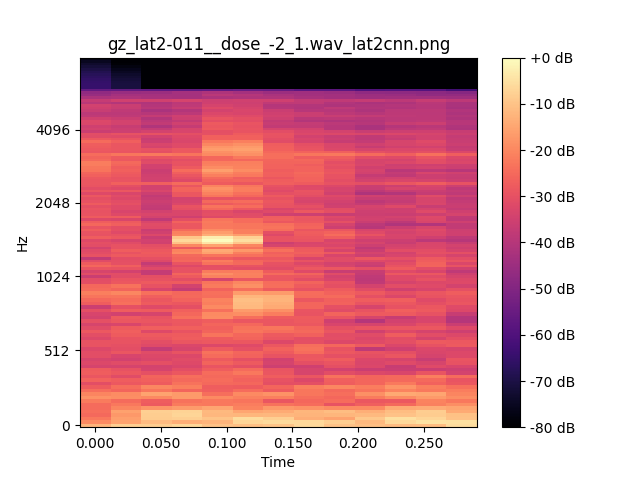 gz_lat2-011__dose_-2_1.wav_lat2cnn.png
+0 dB
-10 dB
-20 dB
-30 dB
-40 dB
-50 dB
-60 dB
-70 dB
-80 dB
4096
2048
1024
512
0
Hz
0.000 0.050 0.100 0.150 0.200 0.250
Time